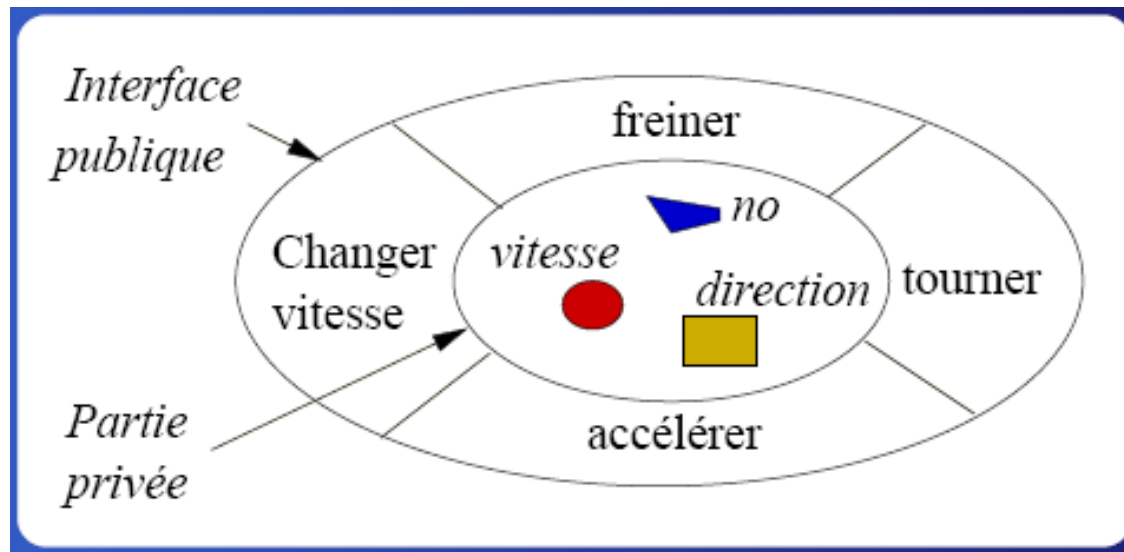 Interface
publique
freiner
no
vitesse
direction
Changer
vitesse
tourner
accélérer
Partie
privée